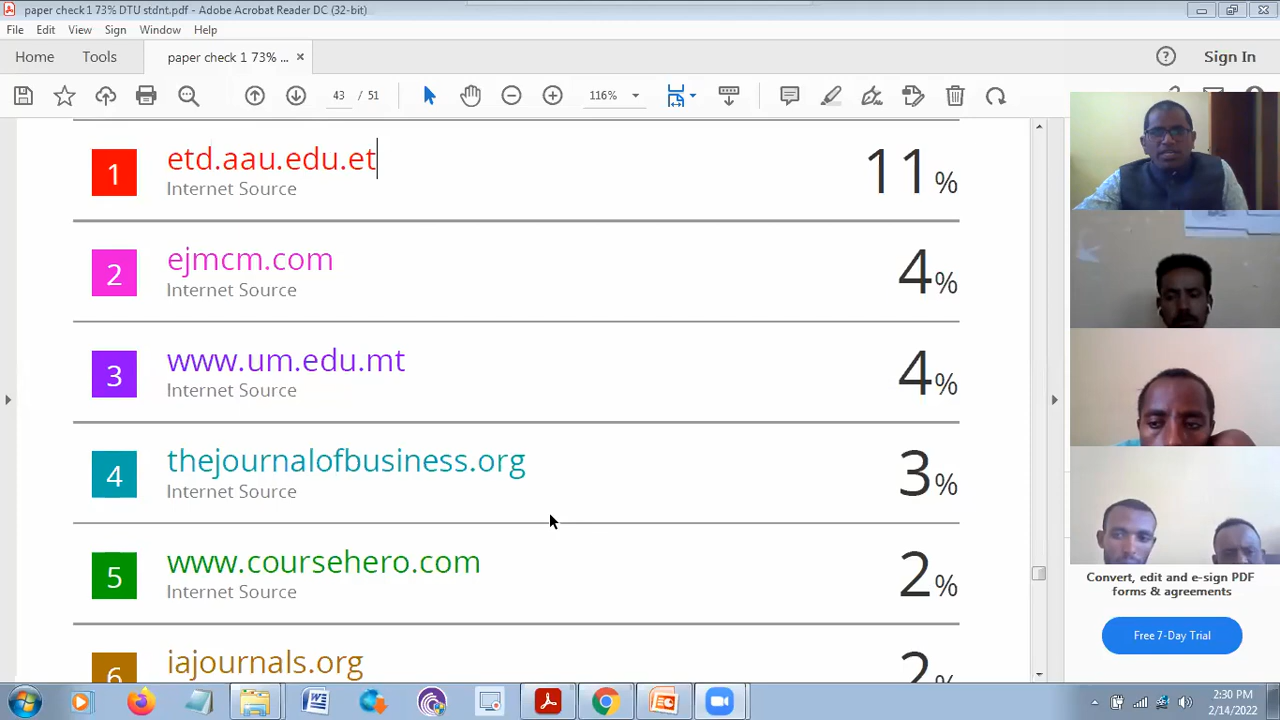 paper check 1 73% DTU stdnt.pdf - Adobe Acrobat Reader DC (32-bit)
File Edit View Sign Window Help
Home Tools paper check 1 73% ... × Sign In
43 / 51 116%
1 etd.aau.edu.et 11%
Internet Source
2 ejmcm.com 4%
Internet Source
3 www.um.edu.mt 4%
Internet Source
4 thejournalofbusiness.org 3%
Internet Source
5 www.coursehero.com 2%
Internet Source
6 iajournals.org 2%
Convert, edit and e-sign PDF
forms & agreements
Free 7-Day Trial
2:30 PM
2/14/2022